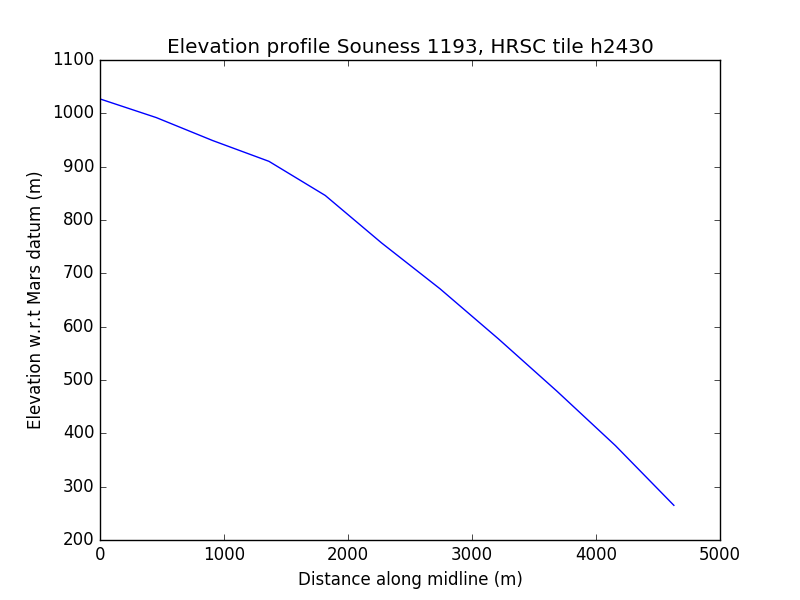 Elevation profile Souness 1193, HRSC tile h2430
1100
1000
900
800
700
600
500
400
300
200
Elevation w.r.t Mars datum (m)
0 1000 2000 3000 4000 5000
Distance along midline (m)